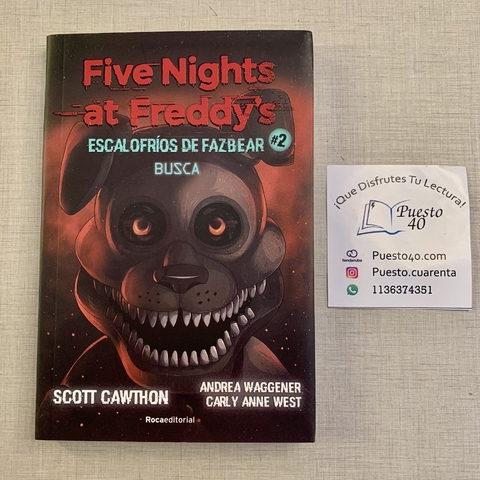 Five Nights
at Freddy's
ESCALOFRÍOS DE FAZBEAR #2
BUSCA
SCOTT CAWTHON
ANDREA WAGGENER
CARLY ANNE WEST
Rocaeditorial
¡Que Disfrutes Tu Lectura!
Puesto
40
Puesto40.com
Puesto.cuarenta
1136374351